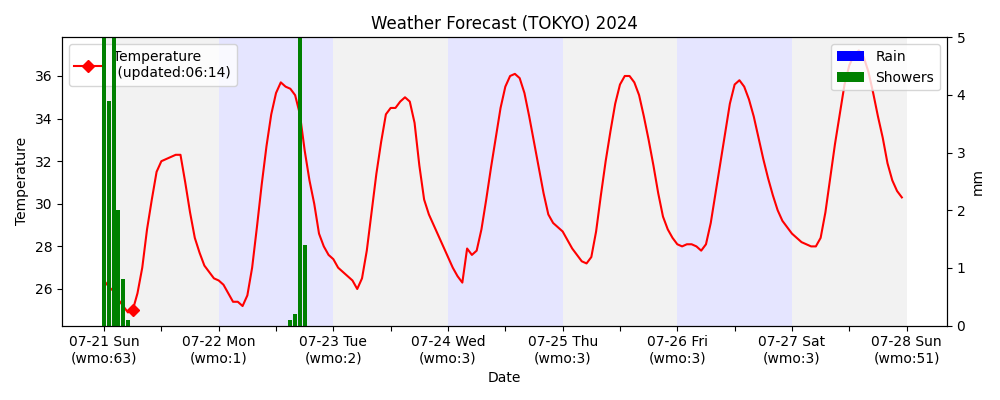 Weather Forecast (TOKYO) 2024
Temperature
(updated:06:14)
Rain
Showers
Temperature
36
34
32
30
28
26
5
4
3
2
1
0
mm
07-21 Sun
(wmo:63)
07-22 Mon
(wmo:1)
07-23 Tue
(wmo:2)
07-24 Wed
(wmo:3)
07-25 Thu
(wmo:3)
07-26 Fri
(wmo:3)
07-27 Sat
(wmo:3)
07-28 Sun
(wmo:51)
Date